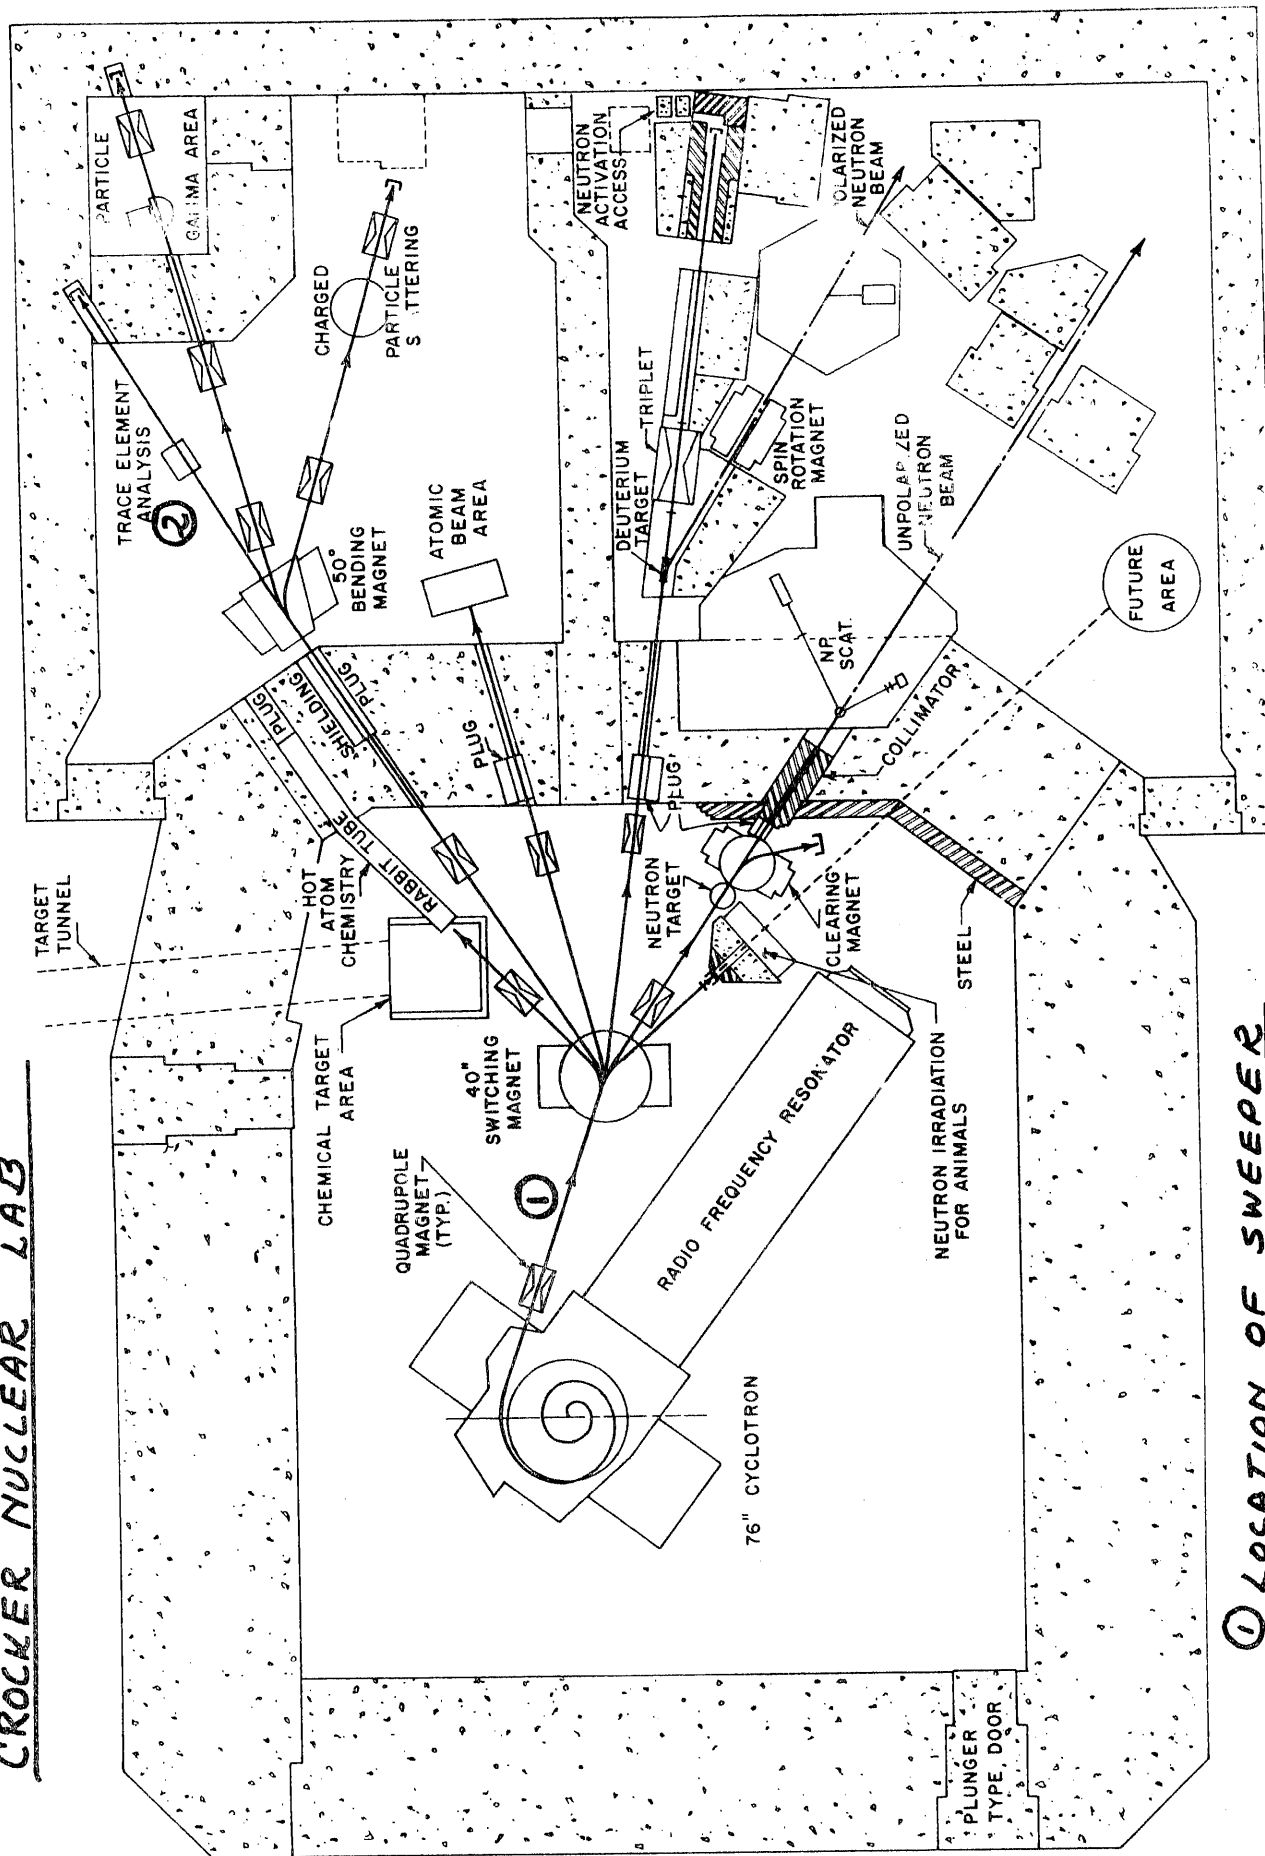 CROCKER NUCLEAR LAB
TARGET
TUNNEL
CHEMICAL TARGET
AREA
HOT
ATOM
CHEMISTRY
RABBIT TUBE
PLUG
SHIELDING
PLUG
TRACE ELEMENT
ANALYSIS
②
PARTICLE
GAMMA AREA
CHARGED
PARTICLE
50°
BENDING
MAGNET
ATOMIC
BEAM
AREA
PLUG
40"
SWITCHING
MAGNET
QUADRUPOLE
MAGNET
(TYP.)
①
76" CYCLOTRON
RADIO FREQUENCY RESONATOR
NEUTRON
ACTIVATION
ACCESS
DEUTERIUM
TARGET
TRIPLET
SPIN
ROTATION
MAGNET
NEUTRON
BEAM
NEUTRON
BEAM
PLUG
NEUTRON
TARGET
CLEARING
MAGNET
NP
SCAT.
COLLIMATOR
FUTURE
AREA
STEEL
NEUTRON IRRADIATION
FOR ANIMALS
PLUNGER
TYPE DOOR
① LOCATION OF SWEEPER